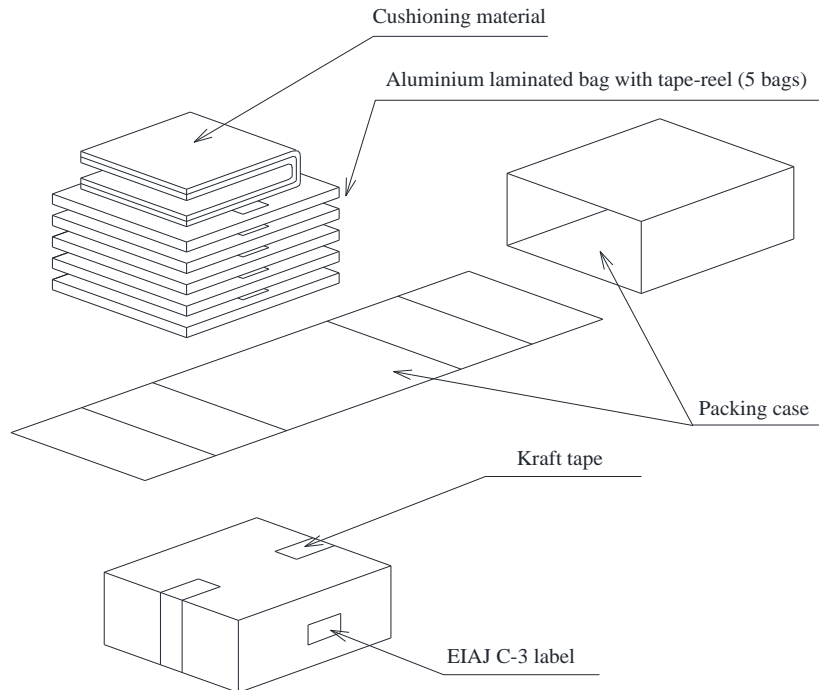 Cushioning material
Aluminium laminated bag with tape-reel (5 bags)
Packing case
Kraft tape
EIAJ C-3 label